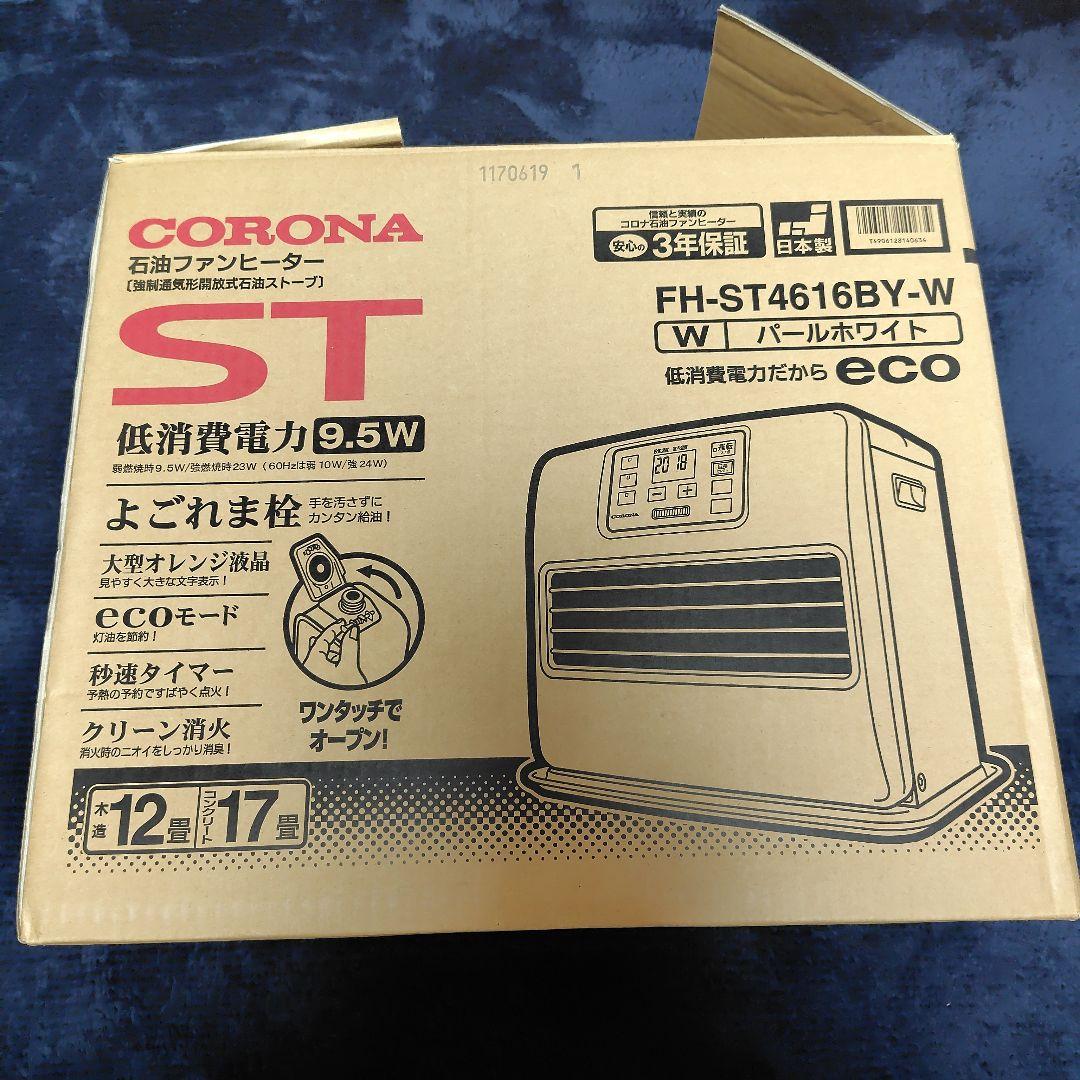 1170619 1
CORONA
石油ファンヒーター
〔強制通気形開放式石油ストーブ〕
ST
低消費電力 9.5W
弱燃焼時9.5W/強燃焼時23W（60Hzは弱10W/強24W）
よごれま栓 手を汚さずに
カンタン給油！
大型オレンジ液晶
見やすく大きな文字表示！
ecoモード
灯油を節約！
秒速タイマー
予熱の予約ですばやく点火！
クリーン消火
消火時のニオイをしっかり消臭！
ワンタッチで
オープン！
木造 12畳 コンクリート 17畳
信頼と実績の
コロナ石油ファンヒーター
安心の 3年保証
日本製
T4906128140634
FH-ST4616BY-W
W パールホワイト
低消費電力だから eco
20 18
運転
CORONA